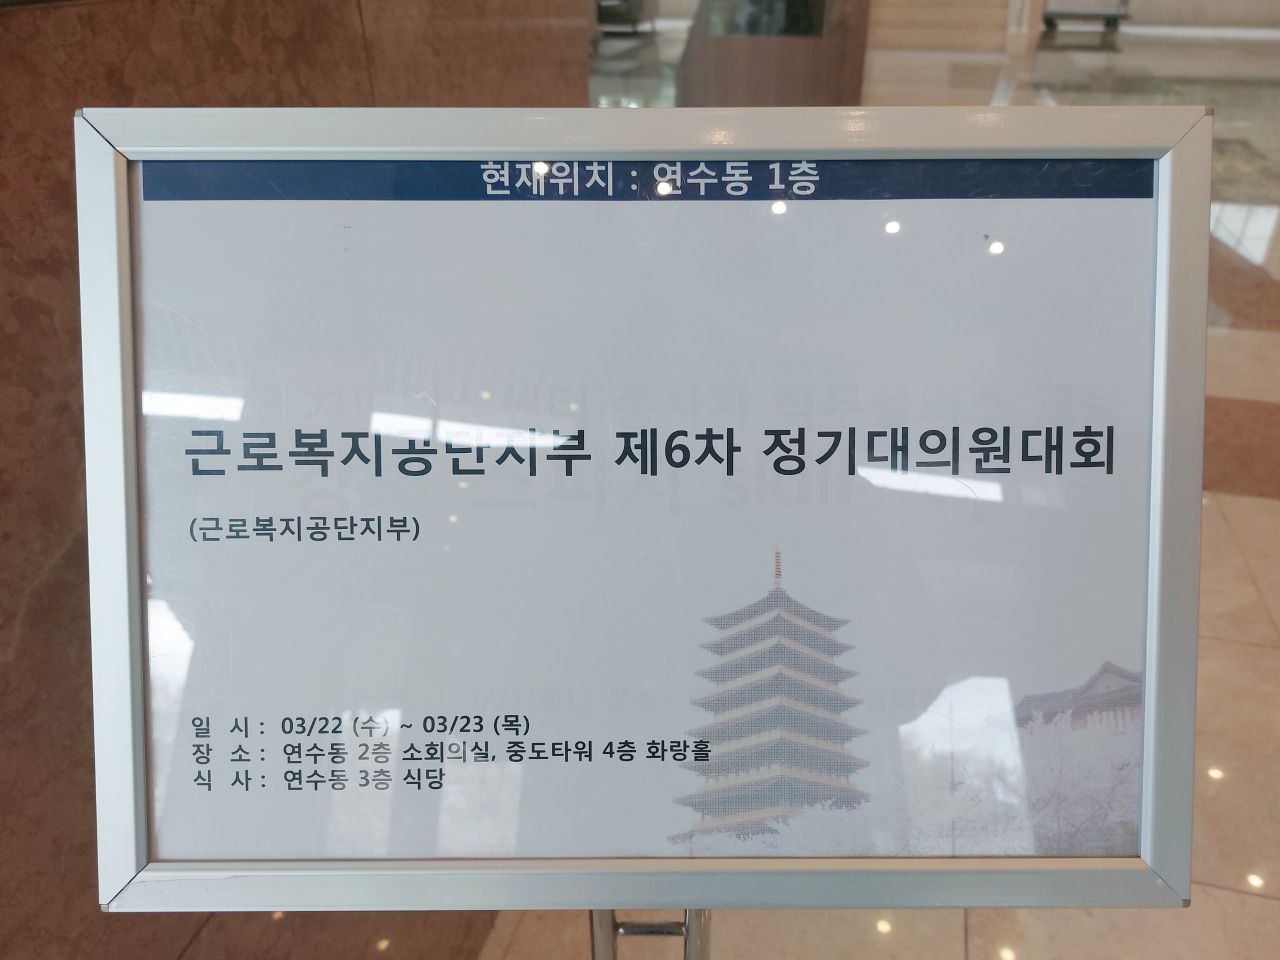 현재위치 : 연수동 1층
근로복지공단지부 제6차 정기대의원대회
(근로복지공단지부)
일 시 : 03/22 (수) ~ 03/23 (목)
장 소 : 연수동 2층 소회의실, 중도타워 4층 화랑홀
식 사 : 연수동 3층 식당